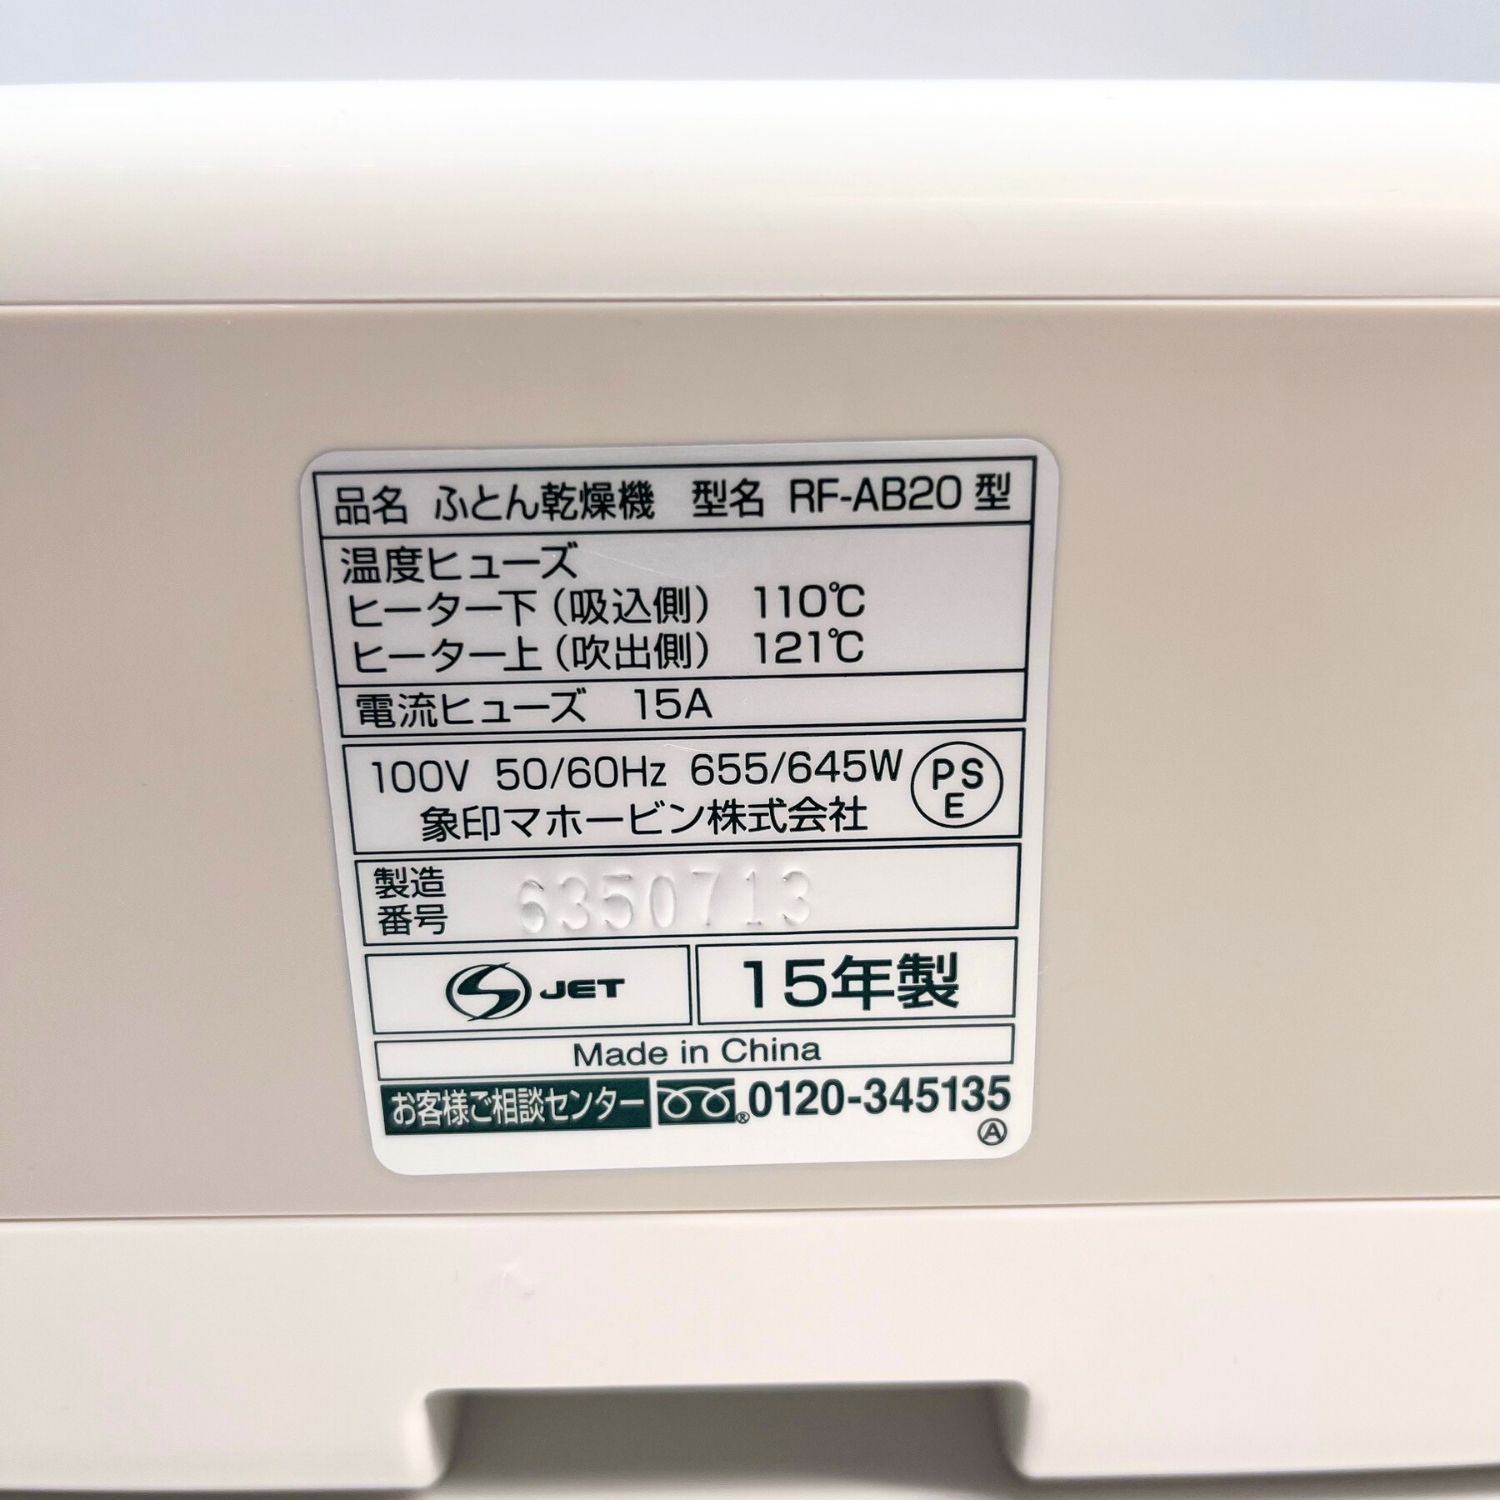 品名 ふとん乾燥機 型名 RF-AB20 型
温度ヒューズ
ヒーター下(吸込側) 110℃
ヒーター上(吹出側) 121℃
電流ヒューズ 15A
100V 50/60Hz 655/645W
PS
E
象印マホービン株式会社
製造
番号
6350713
JET
15年製
Made in China
お客様ご相談センター ® 0120-345135
Ⓐ